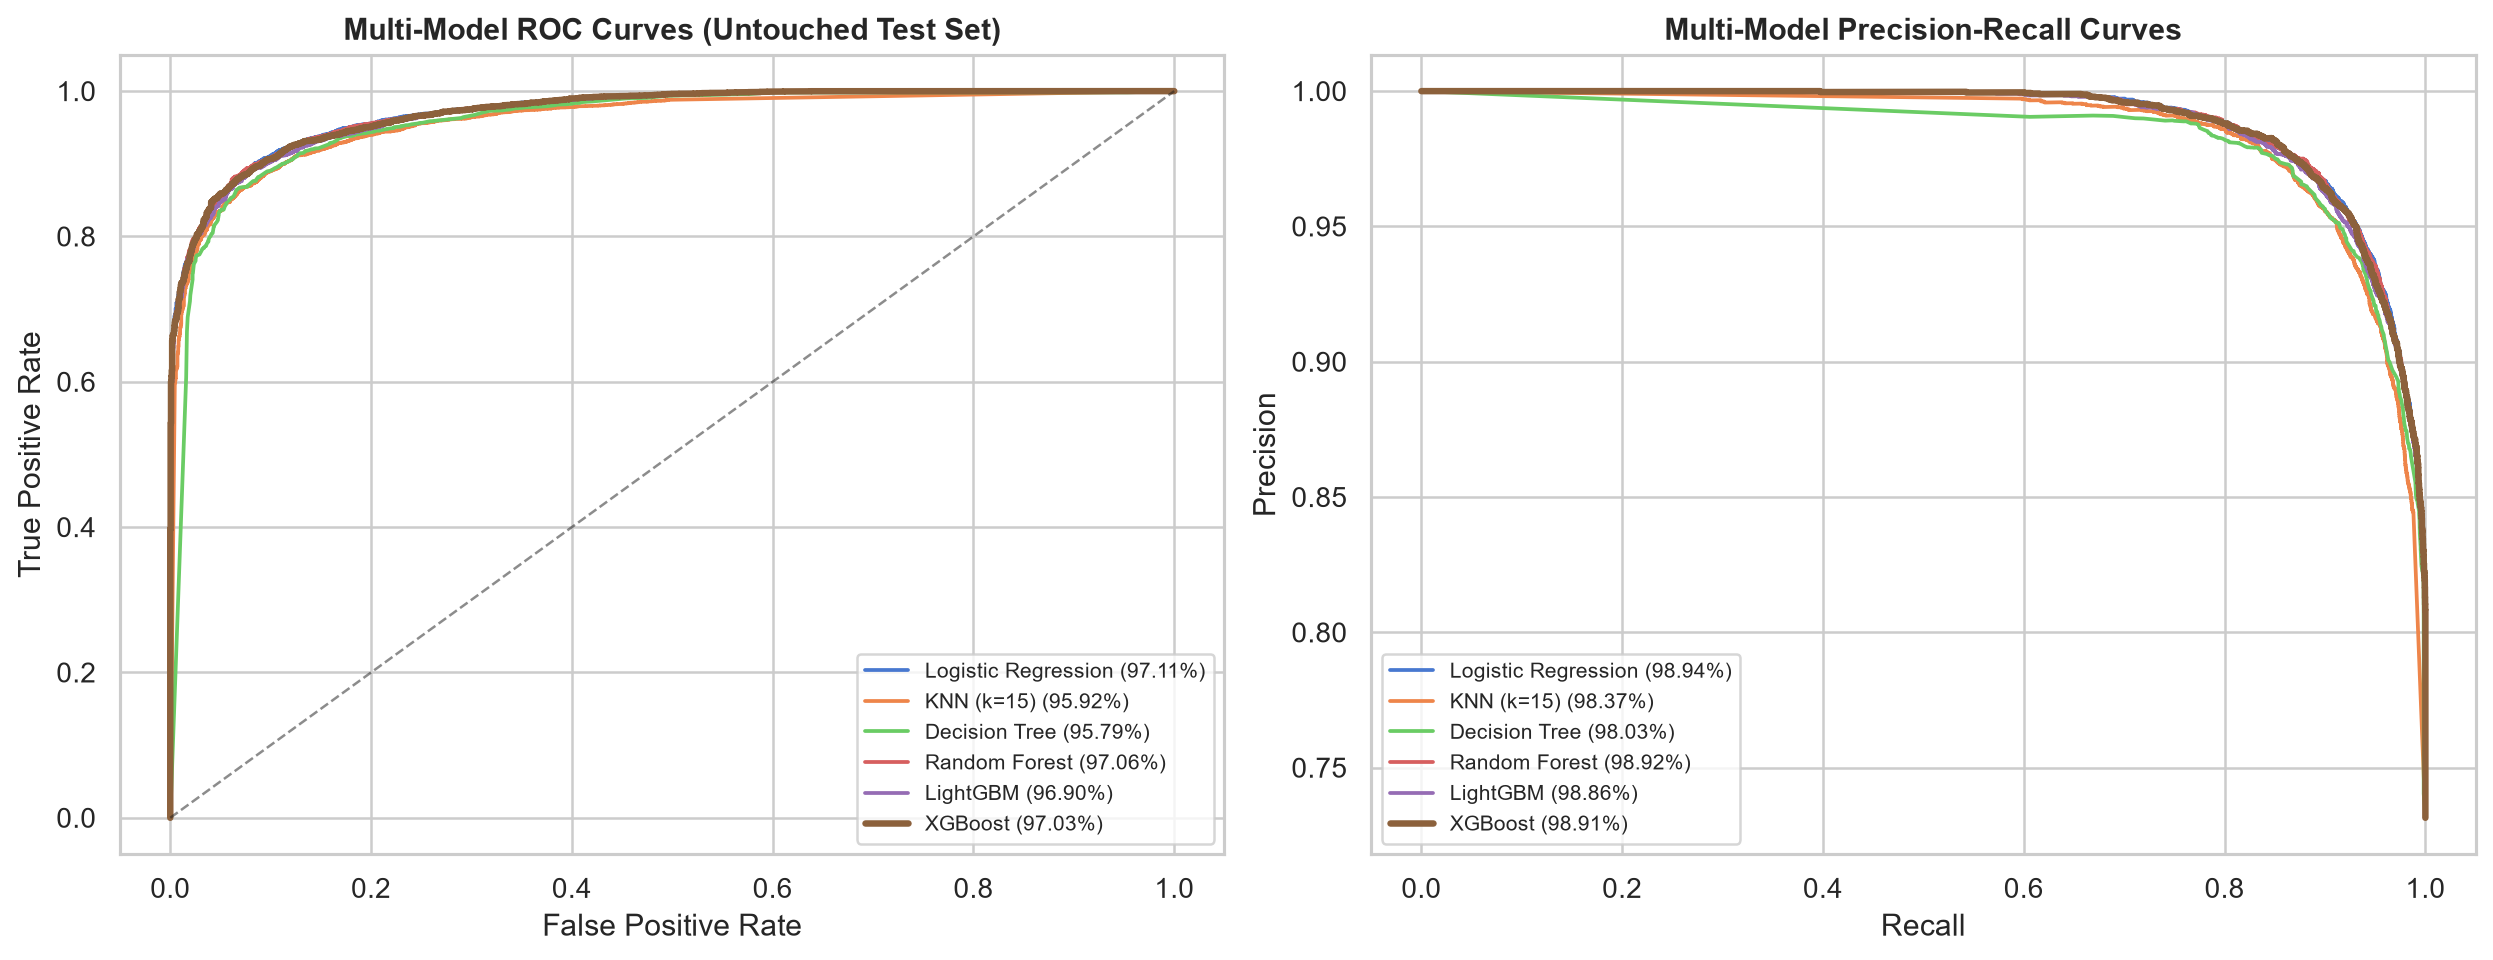 Multi-Model ROC Curves (Untouched Test Set)
True Positive Rate
1.0
0.8
0.6
0.4
0.2
0.0
Logistic Regression (97.11%)
KNN (k=15) (95.92%)
Decision Tree (95.79%)
Random Forest (97.06%)
LightGBM (96.90%)
XGBoost (97.03%)
0.0 0.2 0.4 0.6 0.8 1.0
False Positive Rate
Multi-Model Precision-Recall Curves
Precision
1.00
0.95
0.90
0.85
0.80
0.75
Logistic Regression (98.94%)
KNN (k=15) (98.37%)
Decision Tree (98.03%)
Random Forest (98.92%)
LightGBM (98.86%)
XGBoost (98.91%)
0.0 0.2 0.4 0.6 0.8 1.0
Recall